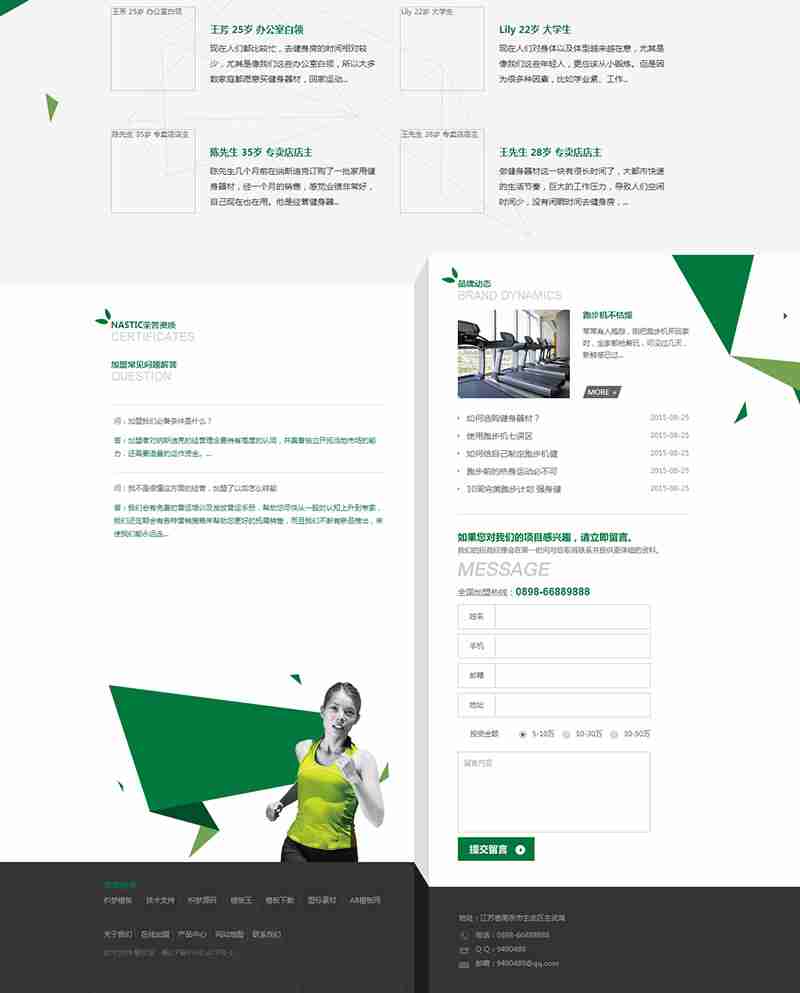 王芳 25岁 办公室白领
王芳 25岁 办公室白领
现在人们都比较忙，去健身房的时间相对较
少，尤其是像我们这些办公室白领，所以大多
数家庭都愿意买健身器材，回家运动...
Lily 22岁 大学生
Lily 22岁 大学生
现在人们对身体以及体型越来越在意，尤其是
像我们这些年轻人，更应该从小锻炼。但是因
为很多种因素，比如学业紧、工作...
陈先生 35岁 专卖店店主
陈先生 35岁 专卖店店主
陈先生几个月前在纳斯迪克订购了一批家用健
身器材，经一个月的销售，感觉业绩非常好，
自己现在也在用。他是经营健身器...
王先生 28岁 专卖店店主
王先生 28岁 专卖店店主
做健身器材这一块有很长时间了，大都市快速
的生活节奏，巨大的工作压力，导致人们空闲
时间少，没有闲暇时间去健身房，...
NASTIC荣誉资质
CERTIFICATES
加盟常见问题解答
QUESTION
问：加盟我们必备条件是什么？
答：加盟者对纳斯迪克的经营理念要持有高度的认同，并具备独立开拓当地市场的能
力，还需要适量的运作资金。...
问：我不是很懂这方面的经营，加盟了以后怎么样能
答：我们会有完善的营运培训及发放营运手册，帮助您尽快从一般的认知上升到专家，
我们还定期会有各种营销策略来帮助您更好的拓展销售，而且我们不断有新品推出，来
使我们都永远走...
品牌动态
BRAND DYNAMICS
跑步机不怕慢
常常有人抱怨，刚把跑步机买回家
时，全家都抢着玩，可没过几天，
新鲜感已过...
MORE +
如何选购健身器材？ 2015-08-25
使用跑步机七误区 2015-08-25
如何给自己制定跑步机健 2015-08-25
跑步前的热身运动必不可 2015-08-25
10周完美跑步计划 强身健 2015-08-25
如果您对我们的项目感兴趣，请立即留言。
我们的招商经理会在第一时间与您取得联系并提供更详细的资料。
MESSAGE
全国加盟热线：0898-66889888
姓名
手机
邮箱
地址
投资金额 5-10万 10-30万 30-50万
留言内容
提交留言
织梦模板 技术支持 织梦源码 模板王 模板下载 图标素材 AB模板网
关于我们 在线加盟 产品中心 网站地图 联系我们
地址：江苏省南京市玄武区玄武湖
电话：0898-66889888
Q Q：9490489
邮箱：9490489@qq.com